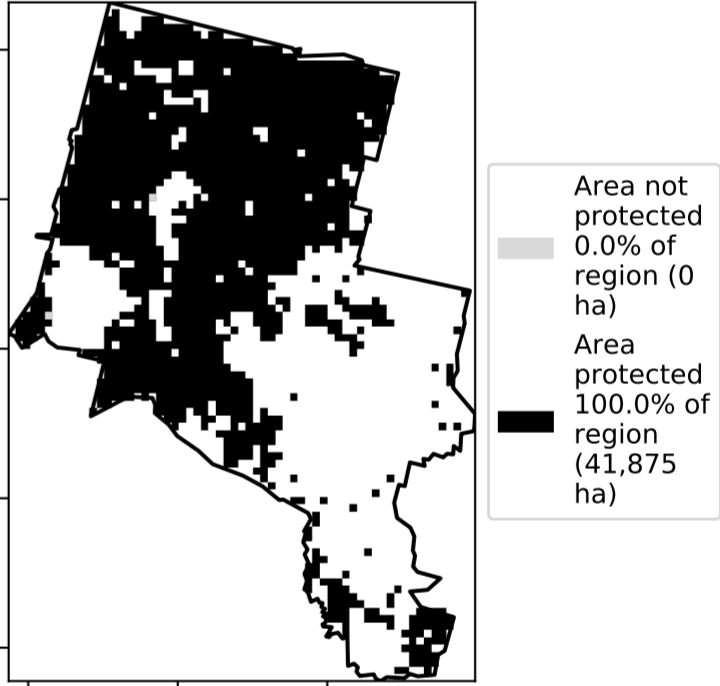 Area not
protected
0.0% of
region (0
ha)
Area
protected
100.0% of
region
(41,875
ha)